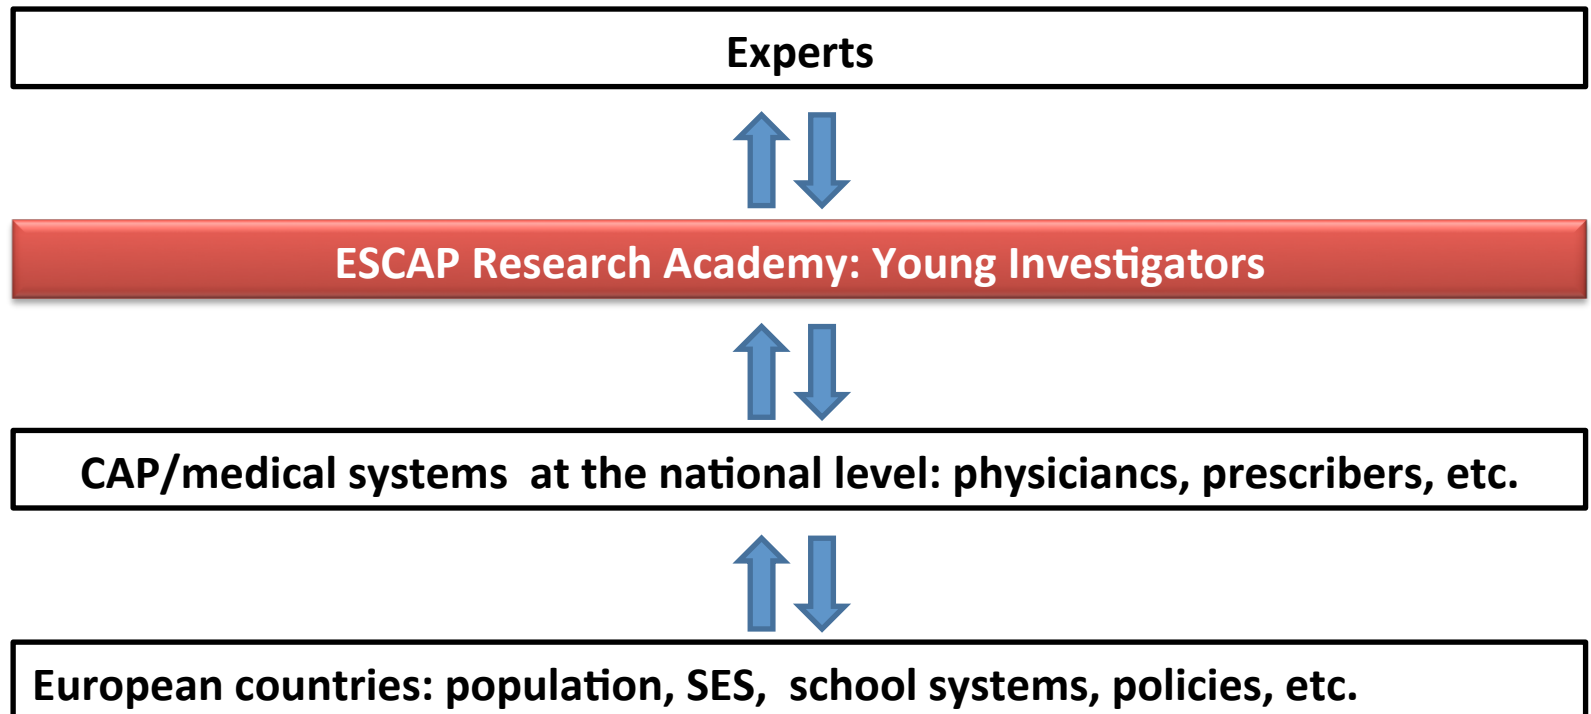 Experts
ESCAP Research Academy: Young Investigators
CAP/medical systems at the national level: physiciancs, prescribers, etc.
European countries: population, SES, school systems, policies, etc.